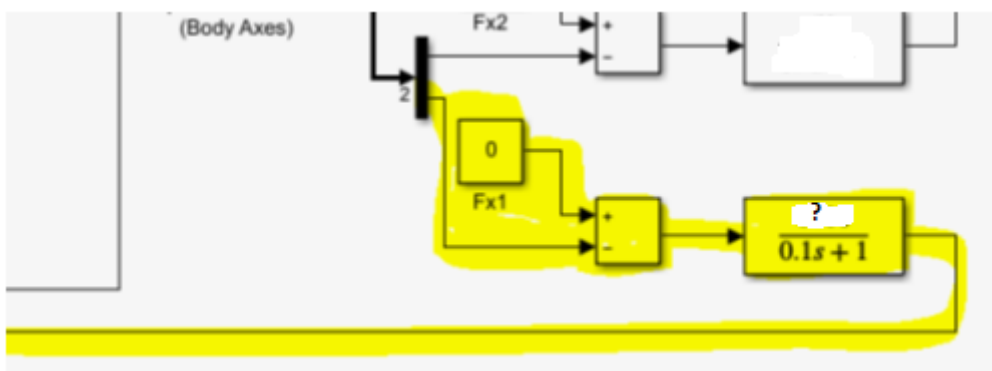 (Body Axes)
Fx2
+
−
2
0
Fx1
+
−
?
0.1s + 1